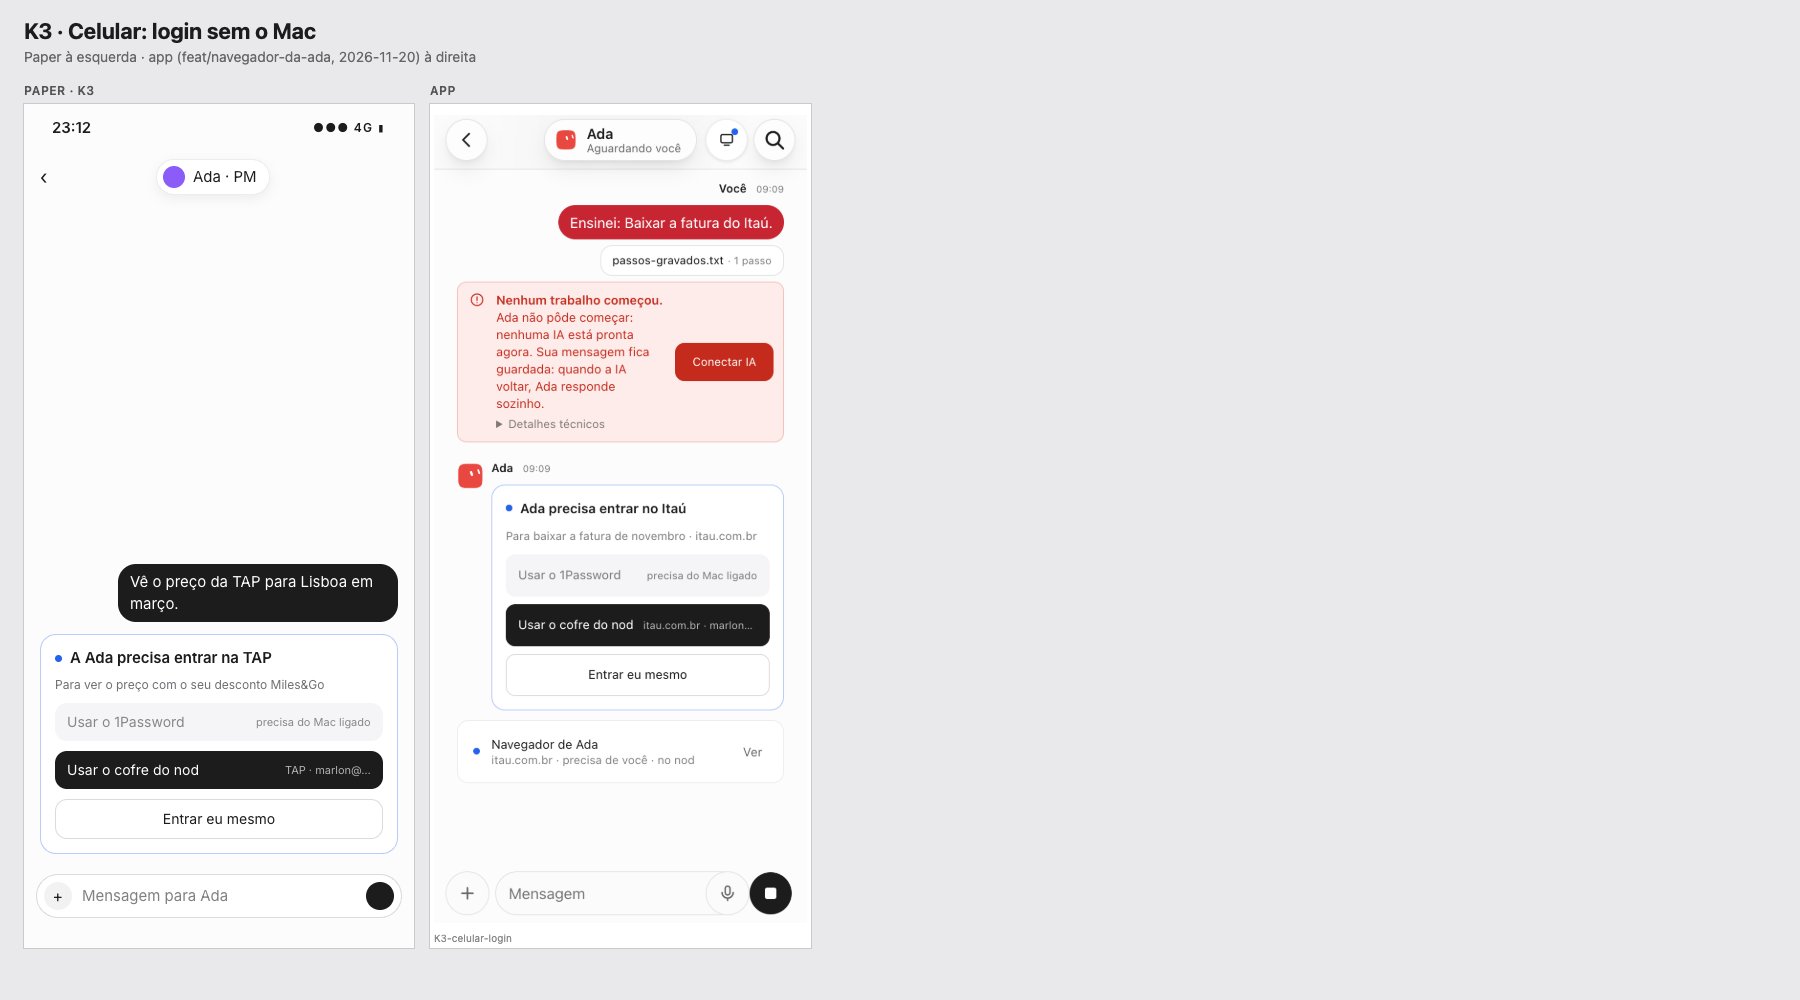 K3 · Celular: login sem o Mac
Paper à esquerda · app (feat/navegador-da-ada, 2026-11-20) à direita
PAPER · K3
23:12
4G
Ada · PM
Vê o preço da TAP para Lisboa em
março.
A Ada precisa entrar na TAP
Para ver o preço com o seu desconto Miles&Go
Usar o 1Password
precisa do Mac ligado
Usar o cofre do nod
TAP · marlon@...
Entrar eu mesmo
+
Mensagem para Ada
APP
Ada
Aguardando você
Você 09:09
Ensinei: Baixar a fatura do Itaú.
passos-gravados.txt · 1 passo
Nenhum trabalho começou.
Ada não pôde começar:
nenhuma IA está pronta
agora. Sua mensagem fica
guardada: quando a IA
voltar, Ada responde
sozinho.
Conectar IA
Detalhes técnicos
Ada 09:09
Ada precisa entrar no Itaú
Para baixar a fatura de novembro · itau.com.br
Usar o 1Password
precisa do Mac ligado
Usar o cofre do nod
itau.com.br · marlon...
Entrar eu mesmo
Navegador de Ada
itau.com.br · precisa de você · no nod
Ver
Mensagem
K3-celular-login